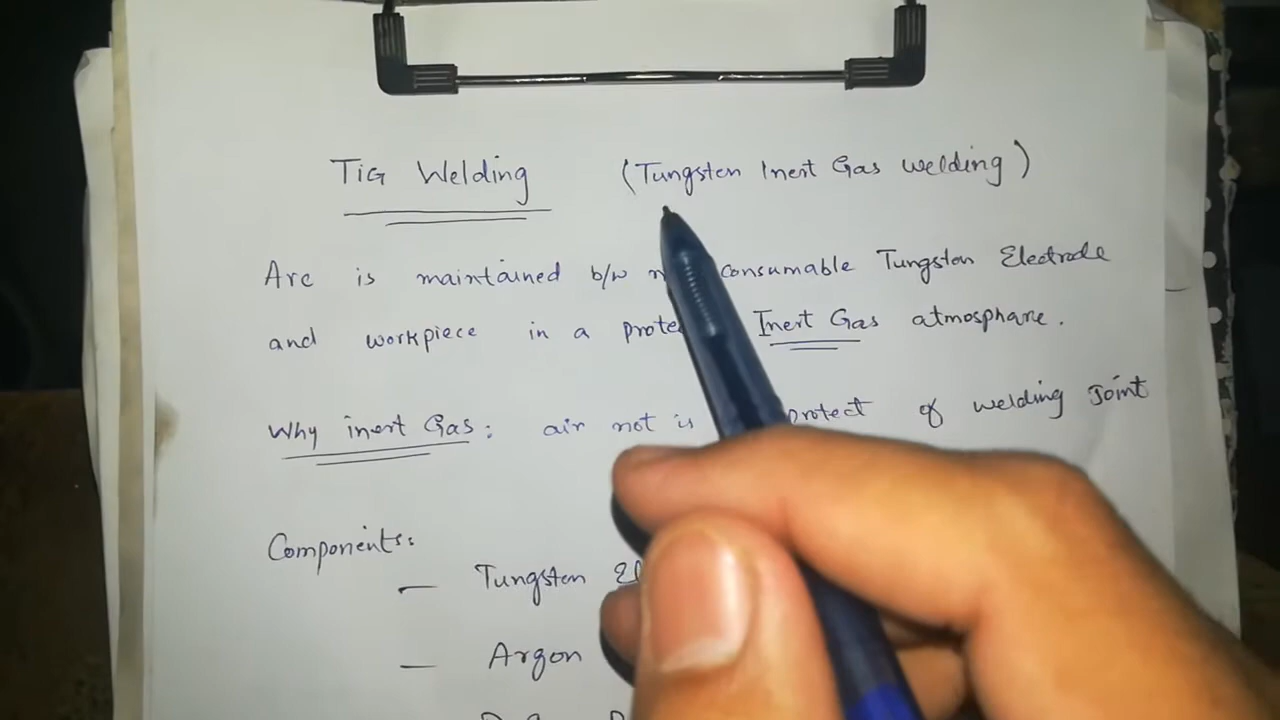 TiG Welding (Tungsten Inert Gas welding)
Arc is maintained b/w consumable Tungsten Electrode
and workpiece in a Inert Gas atmosphare.
Why inert Gas: air not is protect of welding Joint
Components:
— Tungsten
— Argon